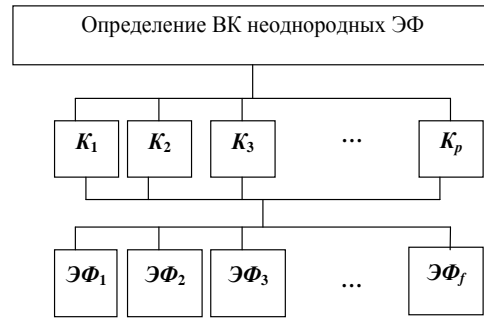 Определение ВК неоднородных ЭФ
K₁ K₂ K₃ ... Kₚ
ЭФ₁ ЭФ₂ ЭФ₃ ... ЭФf